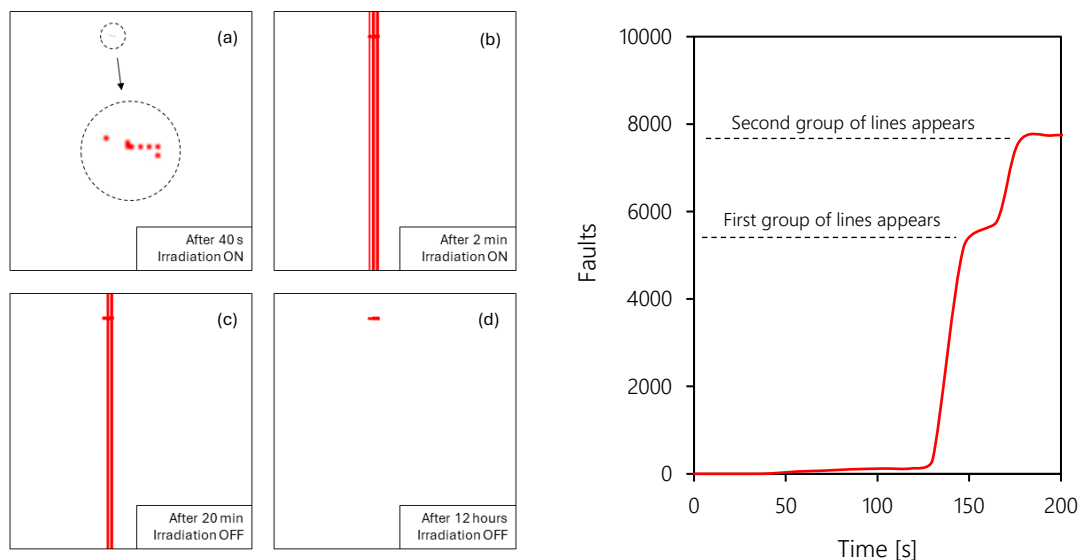 (a)
After 40 s
Irradiation ON
(b)
After 2 min
Irradiation ON
(c)
After 20 min
Irradiation OFF
(d)
After 12 hours
Irradiation OFF
10000
8000
6000
4000
2000
0
Faults
Second group of lines appears
First group of lines appears
0 50 100 150 200
Time [s]